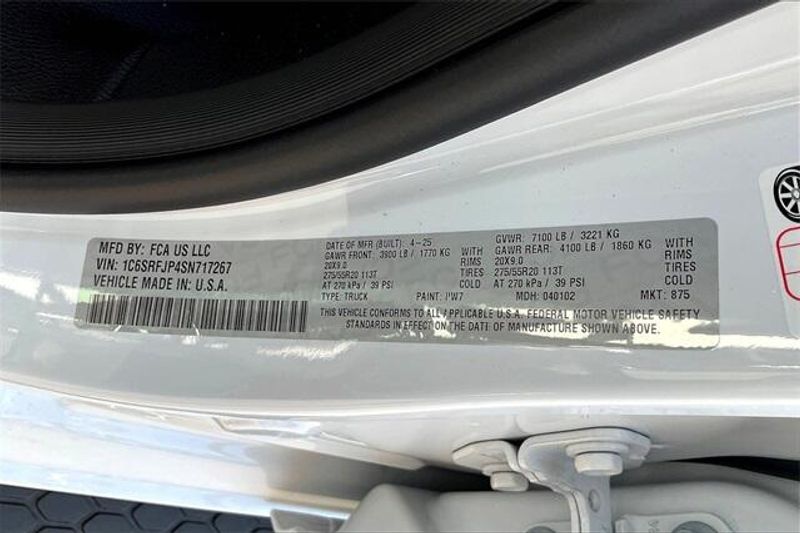 MFD BY: FCA US LLC
VIN: 1C6SRFJP4SN717267
VEHICLE MADE IN: U.S.A.
DATE OF MFR (BUILT): 4-25 GVWR: 7100 LB / 3221 KG
GAWR FRONT: 3900 LB / 1770 KG WITH GAWR REAR: 4100 LB / 1860 KG WITH
20X9.0 RIMS 20X9.0 RIMS
275/55R20 113T TIRES 275/55R20 113T TIRES
AT 270 kPa / 39 PSI COLD AT 270 kPa / 39 PSI COLD
TYPE: TRUCK PAINT: PW7 MDH: 040102 MKT: 875
THIS VEHICLE CONFORMS TO ALL APPLICABLE U.S.A. FEDERAL MOTOR VEHICLE SAFETY
STANDARDS IN EFFECT ON THE DATE OF MANUFACTURE SHOWN ABOVE.